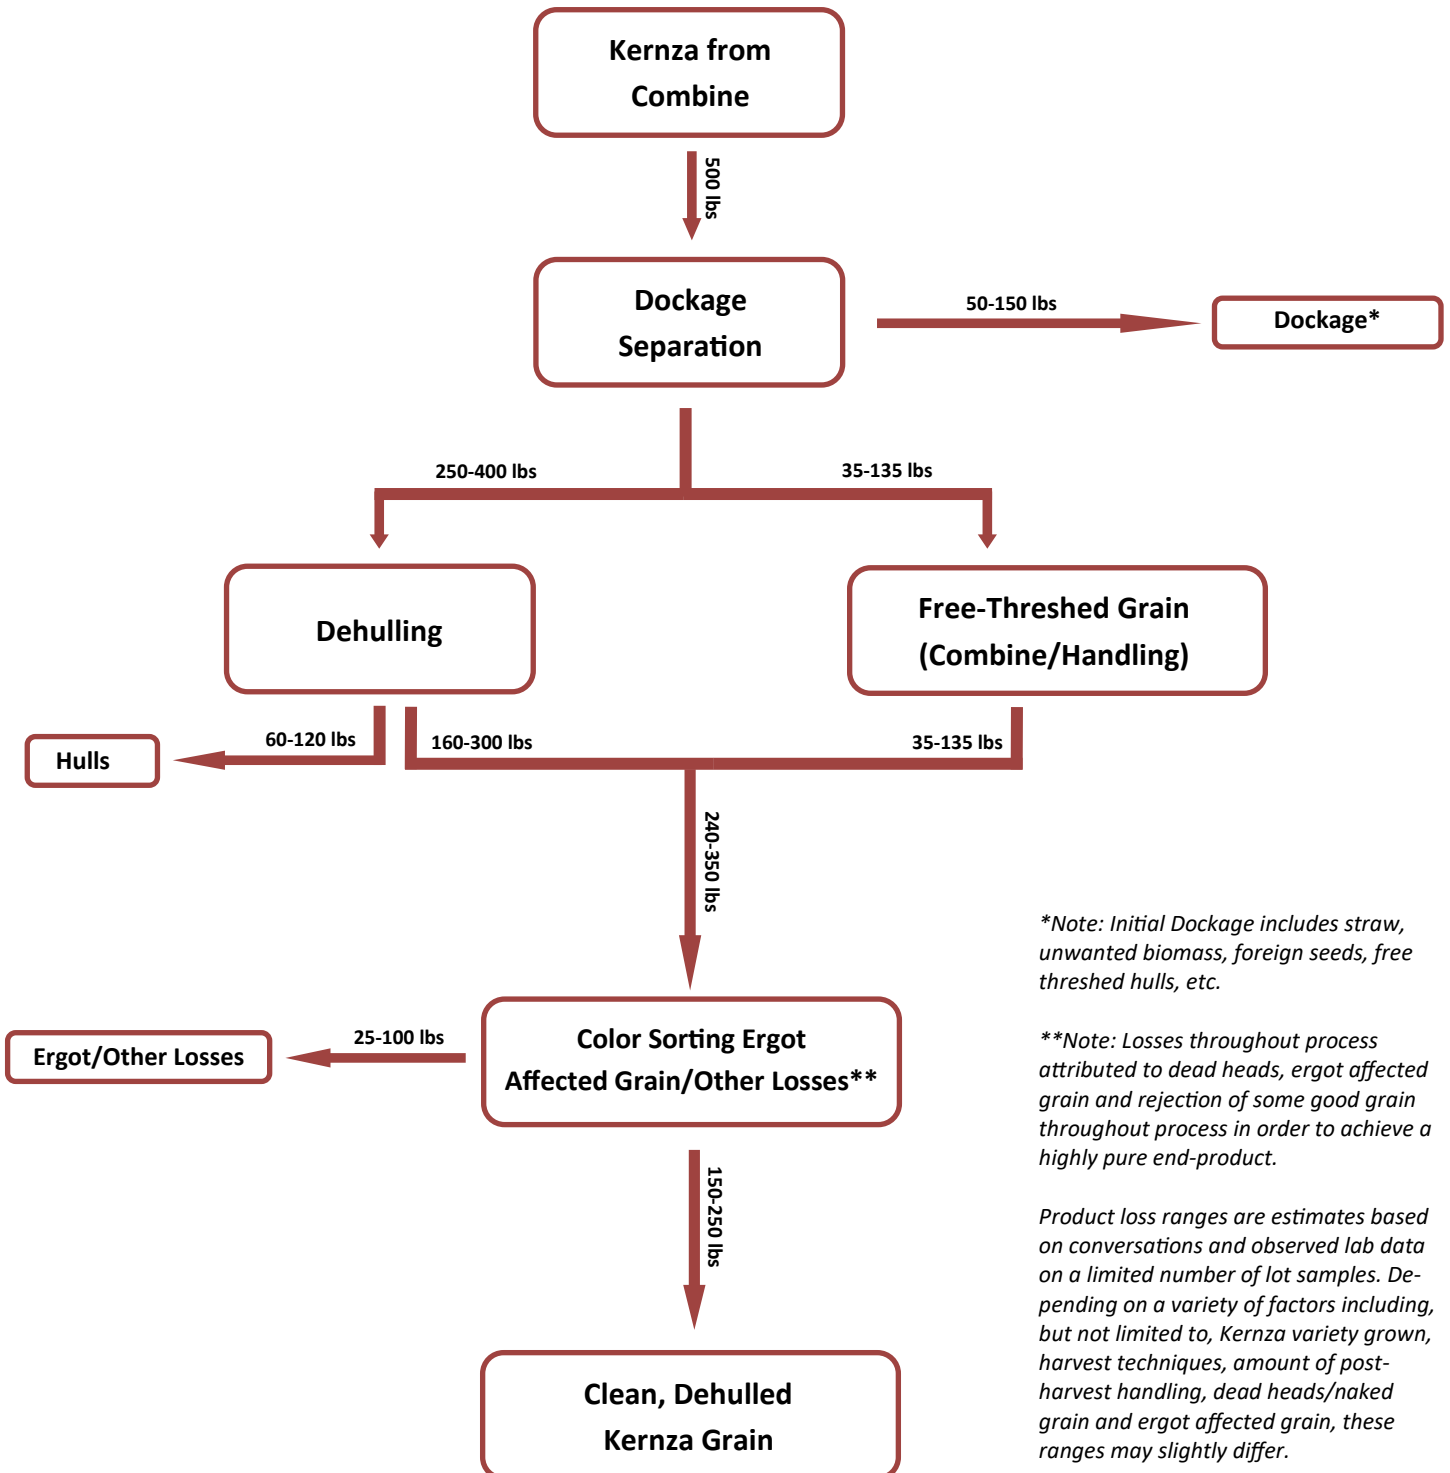 Kernza from
Combine
500 lbs
Dockage
Separation
50-150 lbs
Dockage*
250-400 lbs
35-135 lbs
Dehulling
Free-Threshed Grain
(Combine/Handling)
Hulls
60-120 lbs
160-300 lbs
35-135 lbs
240-350 lbs
Ergot/Other Losses
25-100 lbs
Color Sorting Ergot
Affected Grain/Other Losses**
150-250 lbs
Clean, Dehulled
Kernza Grain
*Note: Initial Dockage includes straw,
unwanted biomass, foreign seeds, free
threshed hulls, etc.
**Note: Losses throughout process
attributed to dead heads, ergot affected
grain and rejection of some good grain
throughout process in order to achieve a
highly pure end-product.
Product loss ranges are estimates based
on conversations and observed lab data
on a limited number of lot samples. De-
pending on a variety of factors including,
but not limited to, Kernza variety grown,
harvest techniques, amount of post-
harvest handling, dead heads/naked
grain and ergot affected grain, these
ranges may slightly differ.